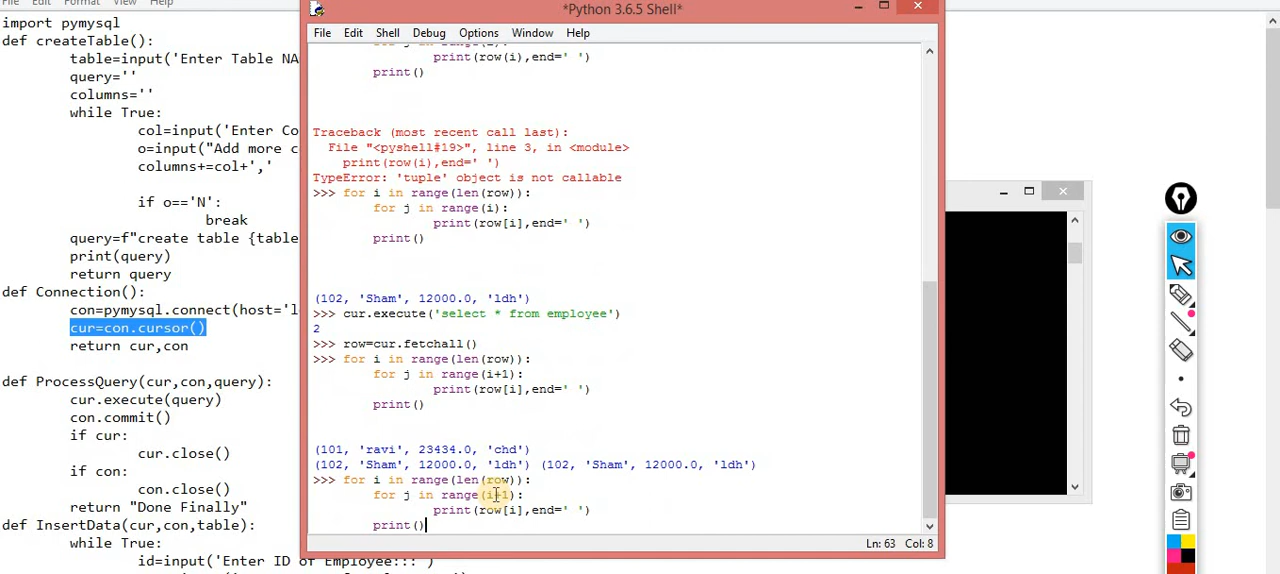 File Edit Format View Help
import pymysql
def createTable():
table=input('Enter Table NA
query=''
columns=''
while True:
col=input('Enter Co
o=input("Add more c
columns+=col+','
if o=='N':
break
query=f"create table {table
print(query)
return query
def Connection():
con=pymysql.connect(host='l
cur=con.cursor()
return cur,con
def ProcessQuery(cur,con,query):
cur.execute(query)
con.commit()
if cur:
cur.close()
if con:
con.close()
return "Done Finally"
def InsertData(cur,con,table):
while True:
id=input('Enter ID of Employee::: ')
*Python 3.6.5 Shell*
File Edit Shell Debug Options Window Help
print(row(i),end=' ')
print()
Traceback (most recent call last):
File "<pyshell#19>", line 3, in <module>
print(row(i),end=' ')
TypeError: 'tuple' object is not callable
>>> for i in range(len(row)):
for j in range(i):
print(row[i],end=' ')
print()
(102, 'Sham', 12000.0, 'ldh')
>>> cur.execute('select * from employee')
2
>>> row=cur.fetchall()
>>> for i in range(len(row)):
for j in range(i+1):
print(row[i],end=' ')
print()
(101, 'ravi', 23434.0, 'chd')
(102, 'Sham', 12000.0, 'ldh') (102, 'Sham', 12000.0, 'ldh')
>>> for i in range(len(row)):
for j in range(i+1):
print(row[i],end=' ')
print()
Ln: 63 Col: 8